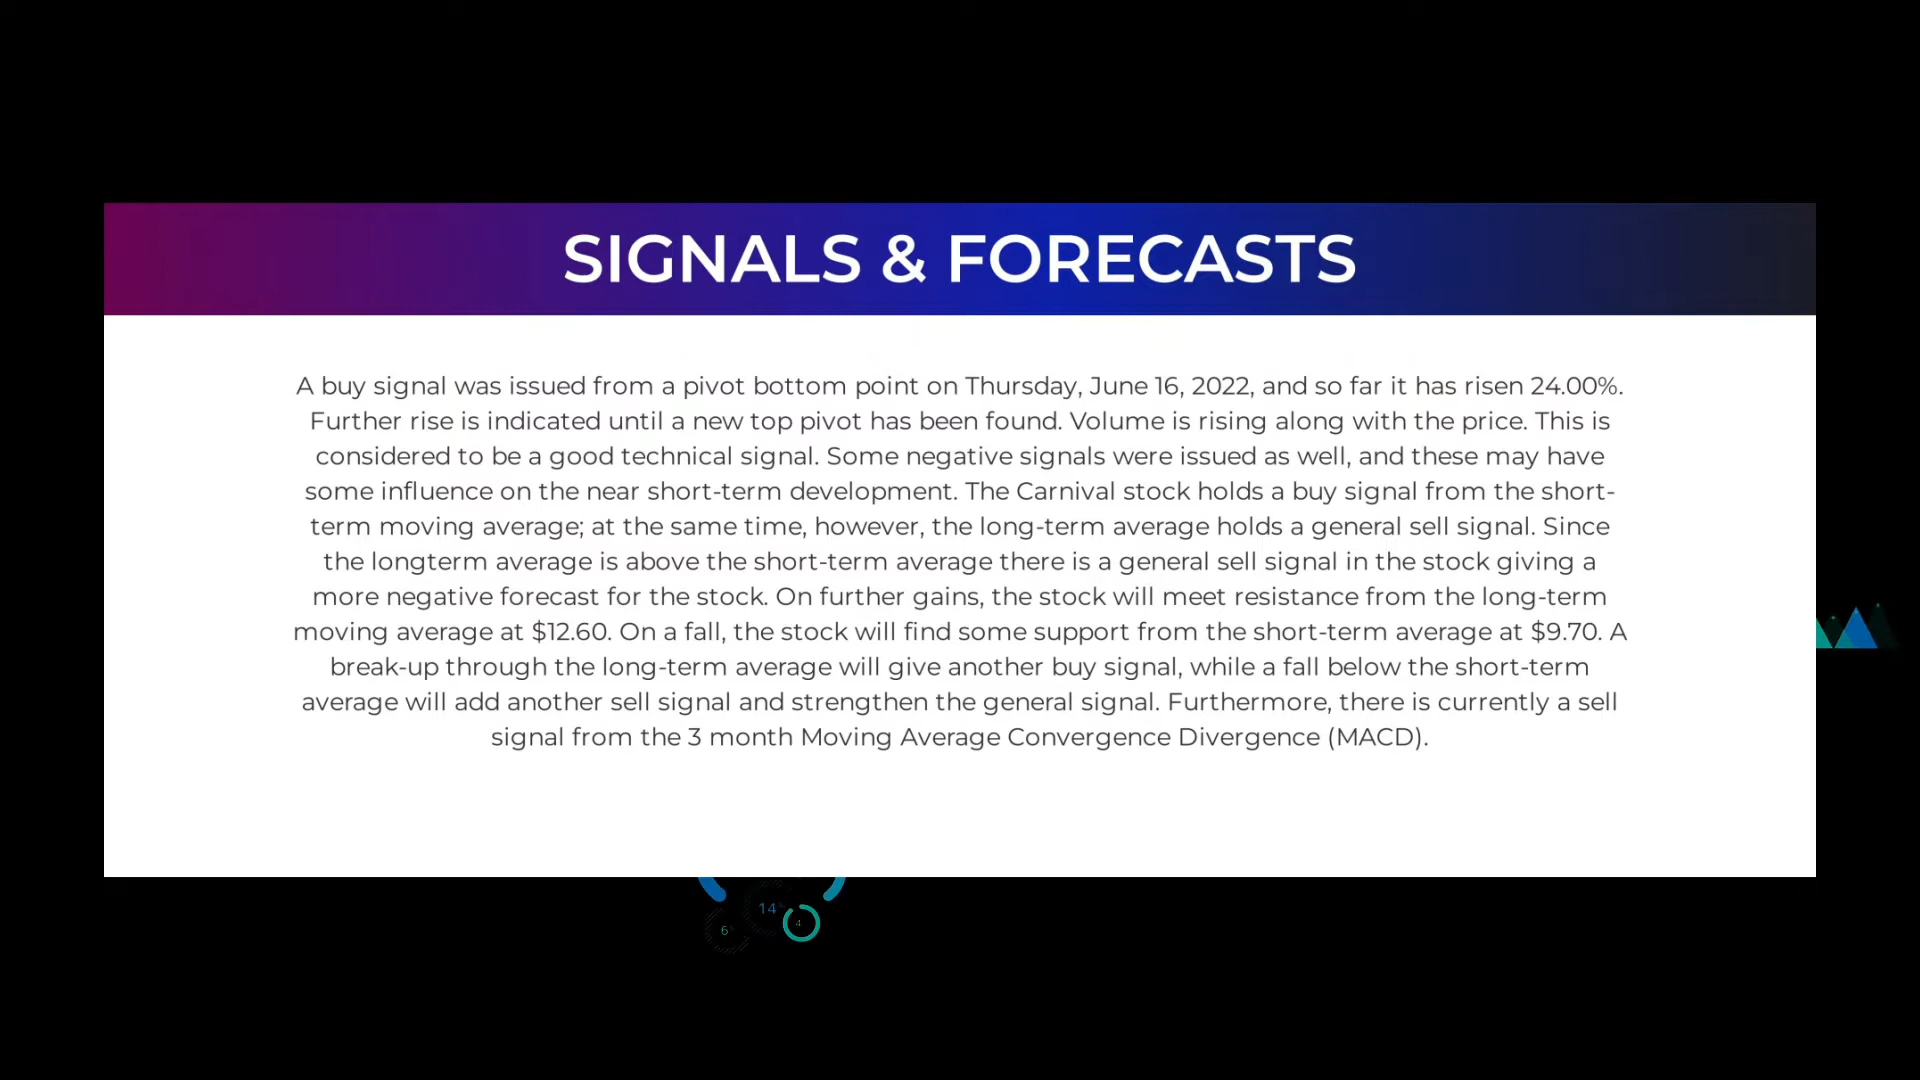 SIGNALS & FORECASTS
A buy signal was issued from a pivot bottom point on Thursday, June 16, 2022, and so far it has risen 24.00%.
Further rise is indicated until a new top pivot has been found. Volume is rising along with the price. This is
considered to be a good technical signal. Some negative signals were issued as well, and these may have
some influence on the near short-term development. The Carnival stock holds a buy signal from the short-
term moving average; at the same time, however, the long-term average holds a general sell signal. Since
the longterm average is above the short-term average there is a general sell signal in the stock giving a
more negative forecast for the stock. On further gains, the stock will meet resistance from the long-term
moving average at $12.60. On a fall, the stock will find some support from the short-term average at $9.70. A
break-up through the long-term average will give another buy signal, while a fall below the short-term
average will add another sell signal and strengthen the general signal. Furthermore, there is currently a sell
signal from the 3 month Moving Average Convergence Divergence (MACD).
14
4
6